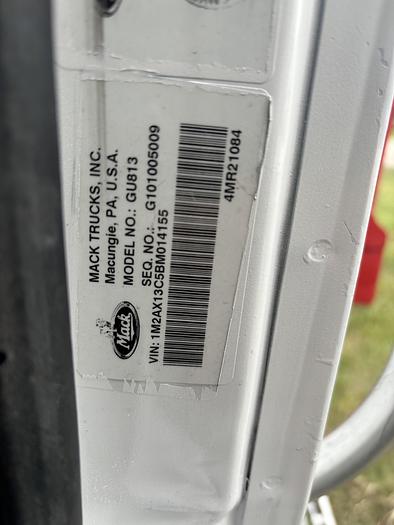 MACK TRUCKS, INC.
Macungie, PA, U.S.A.
MODEL NO.: GU813
SEQ. NO.: G101005009
Mack
VIN: 1M2AX13C5BM014155
4MR21084